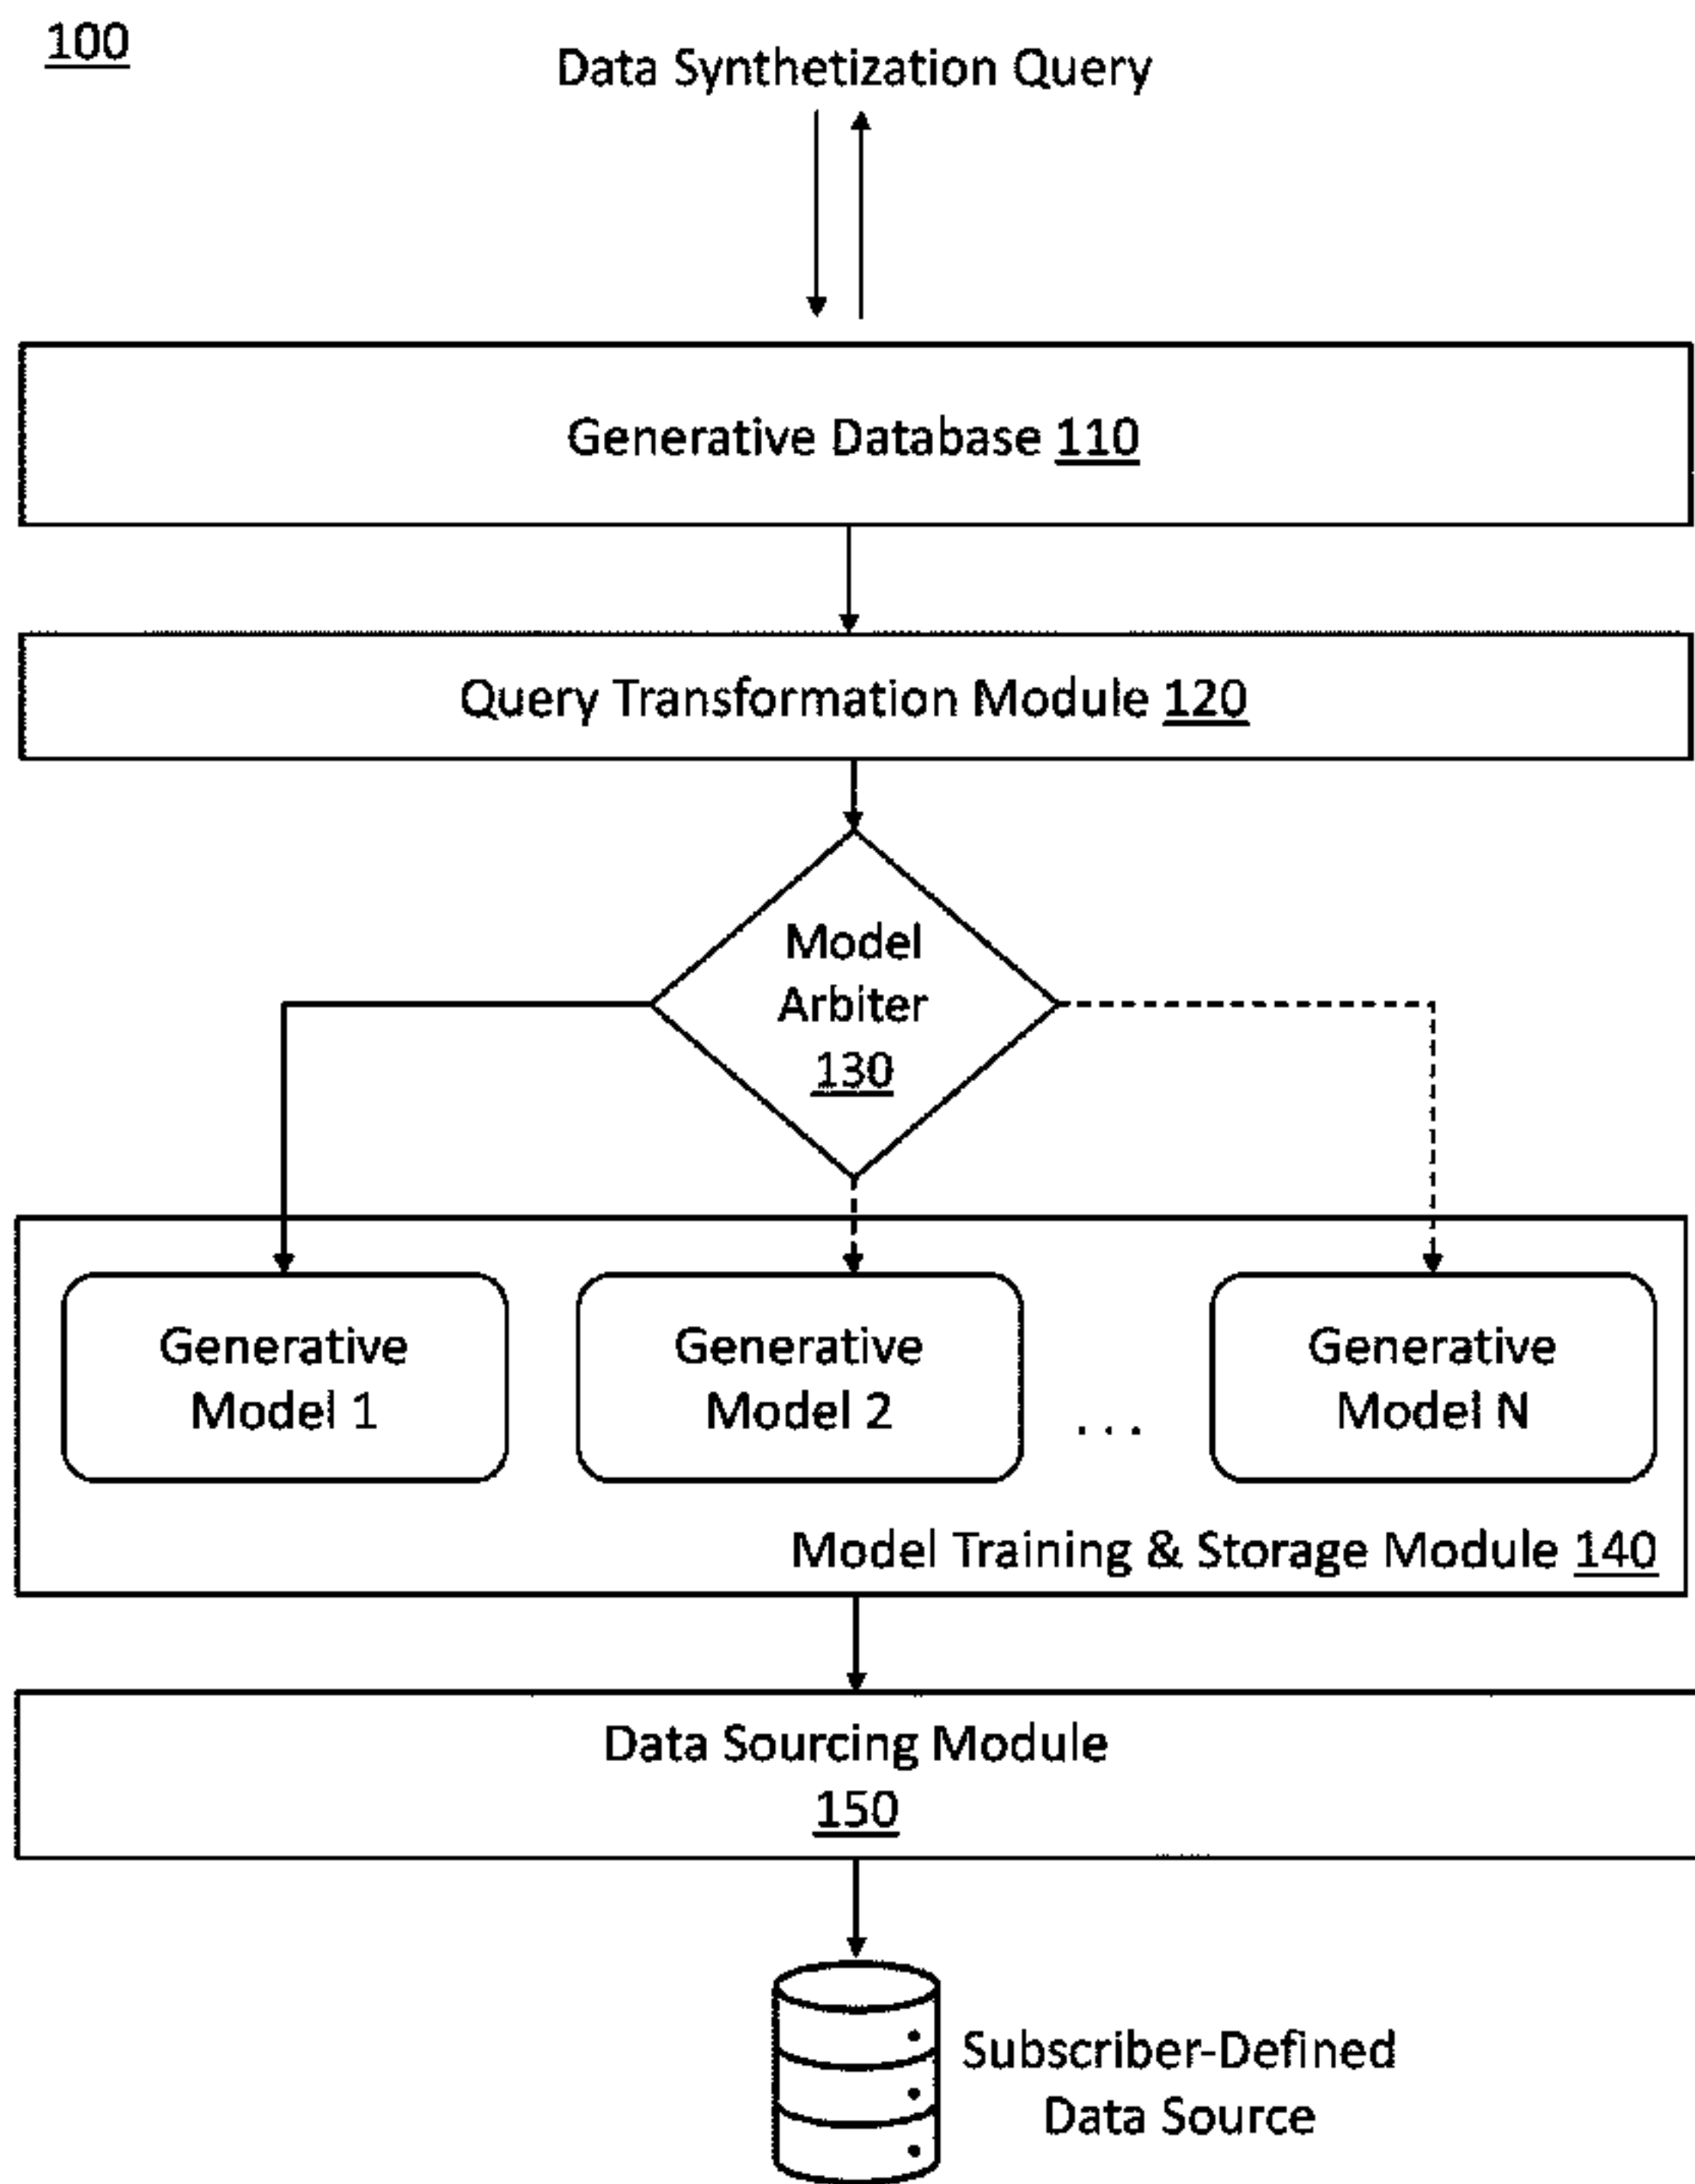 100
Data Synthetization Query
Generative Database 110
Query Transformation Module 120
Model
Arbiter
130
Generative
Model 1
Generative
Model 2
...
Generative
Model N
Model Training & Storage Module 140
Data Sourcing Module
150
Subscriber-Defined
Data Source